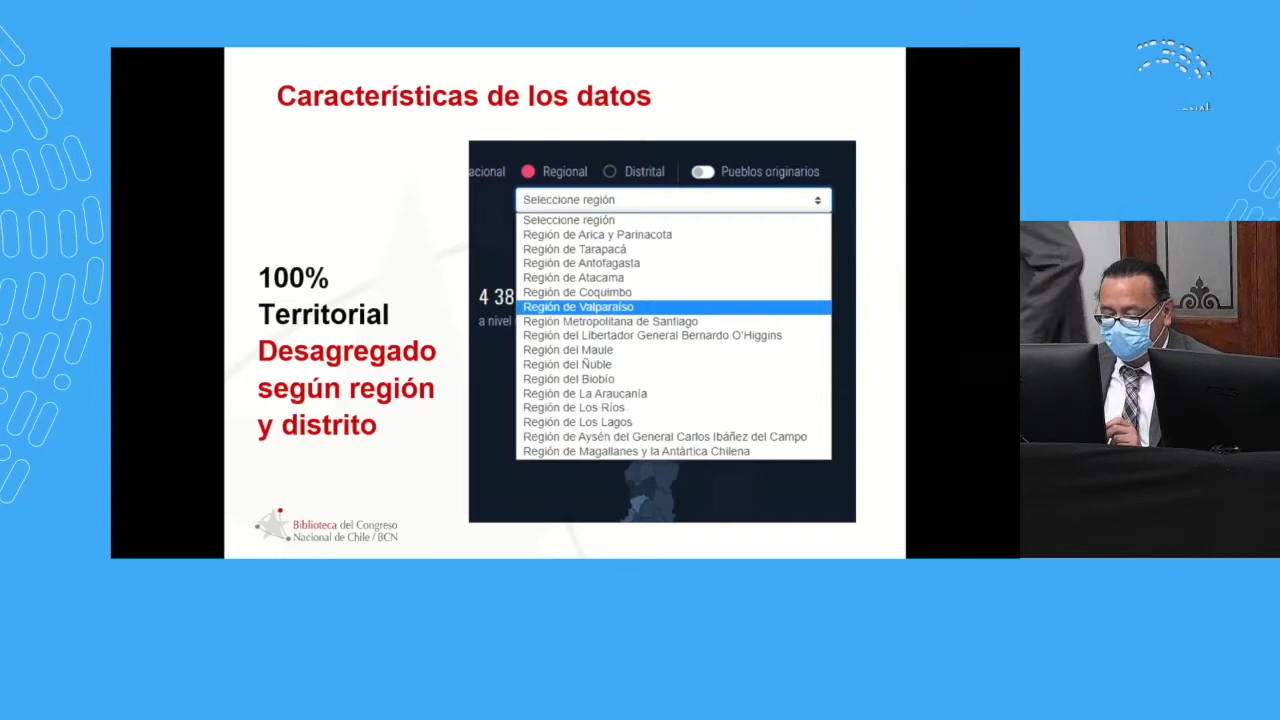 Características de los datos
acional Regional Distrital Pueblos originarios
Seleccione región
Seleccione región
Región de Arica y Parinacota
Región de Tarapacá
Región de Antofagasta
Región de Atacama
Región de Coquimbo
Región de Valparaíso
Región Metropolitana de Santiago
Región del Libertador General Bernardo O'Higgins
Región del Maule
Región del Ñuble
Región del Biobío
Región de La Araucanía
Región de Los Ríos
Región de Los Lagos
Región de Aysén del General Carlos Ibáñez del Campo
Región de Magallanes y la Antártica Chilena
4 38
a nivel
100%
Territorial
Desagregado
según región
y distrito
Biblioteca del Congreso
Nacional de Chile / BCN